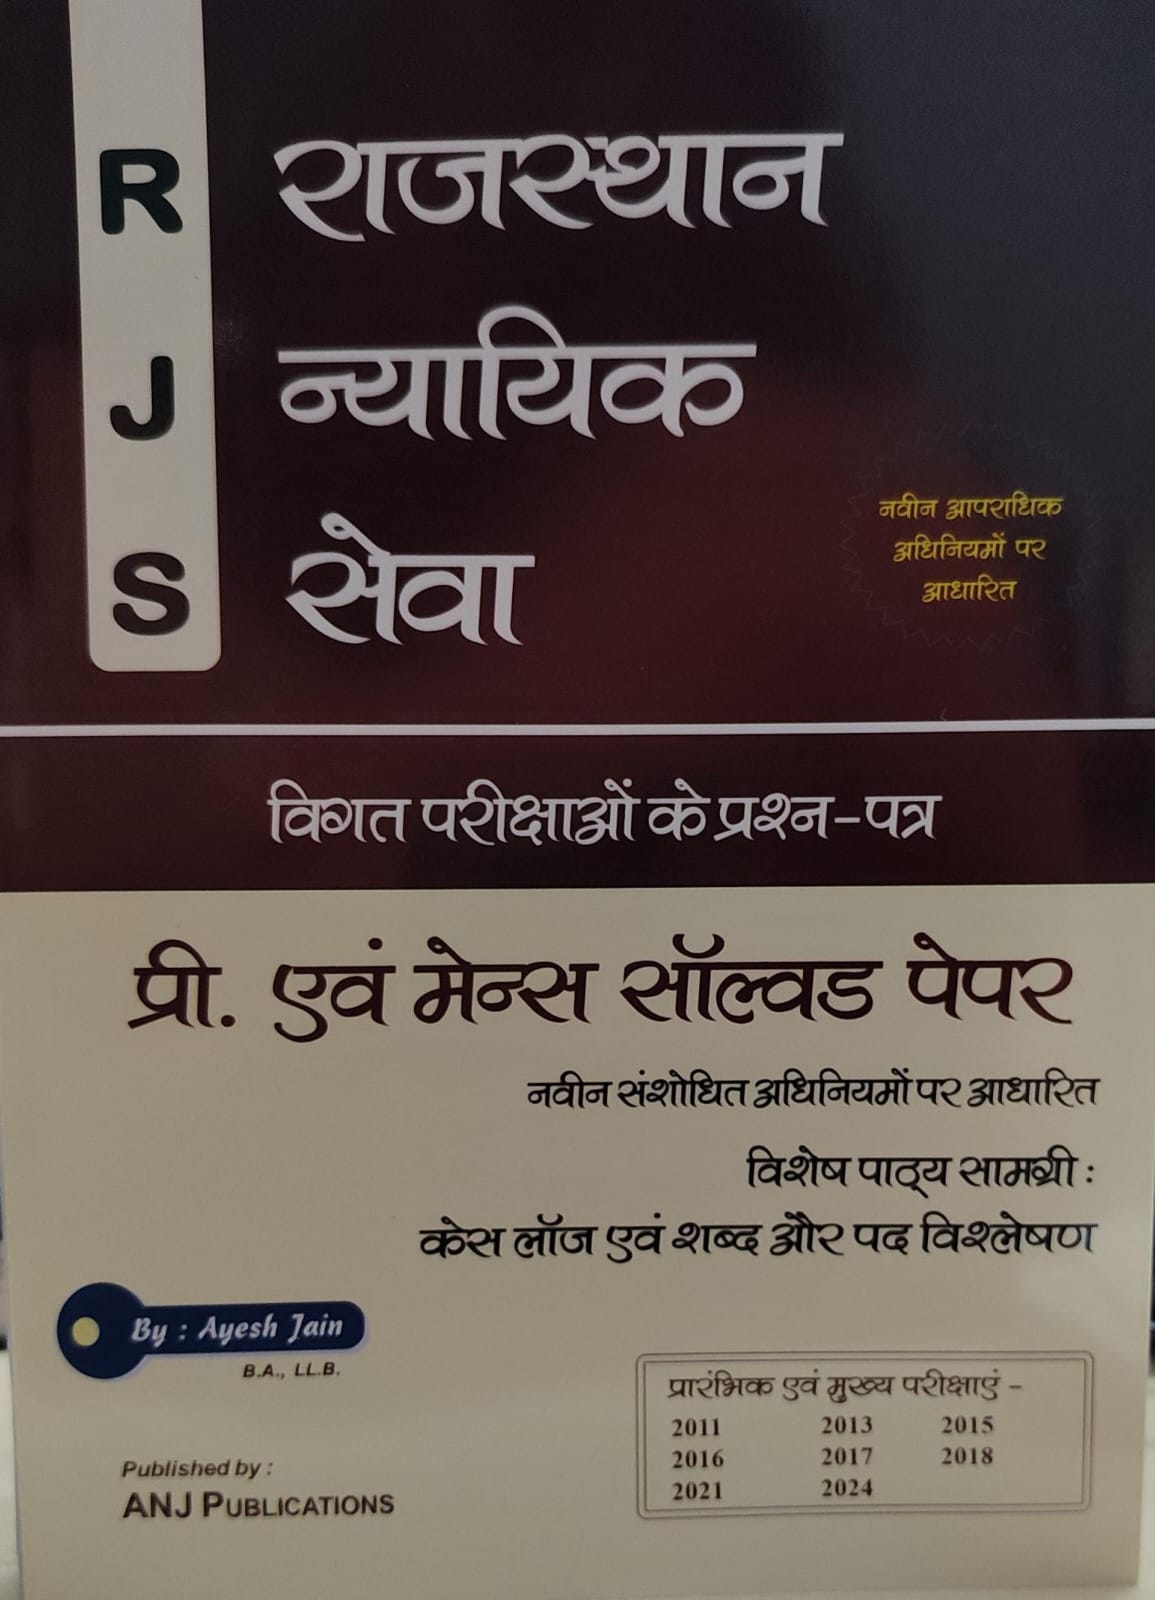 R
राजस्थान
J
न्यायिक
S
सेवा
नवीन आपराधिक
अधिनियमों पर
आधारित
विगत परीक्षाओं के प्रश्न-पत्र
प्री. एवं मेन्स सॉल्वड पेपर
नवीन संशोधित अधिनियमों पर आधारित
विशेष पाठ्य सामग्री :
केस लॉज एवं शब्द और पद विश्लेषण
By : Ayesh Jain
B.A., LL.B.
Published by :
ANJ PUBLICATIONS
प्रारंभिक एवं मुख्य परीक्षाएं -
2011 2013 2015
2016 2017 2018
2021 2024